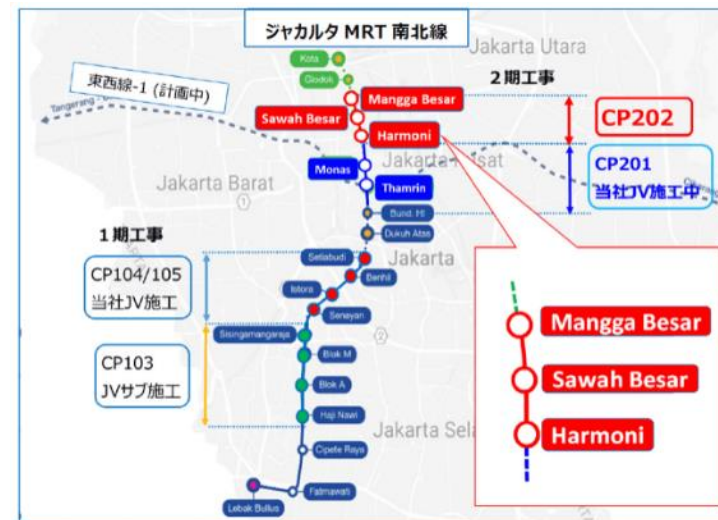 ジャカルタ MRT 南北線
Jakarta Utara
Kota
Glodok
2期工事
東西線-1 (計画中)
Mangga Besar
Sawah Besar
CP202
Harmoni
Jakarta Pusat
Monas
CP201
当社JV施工中
Thamrin
Jakarta Barat
Bund. HI
Dukuh Atas
1期工事
Setiabudi
Jakarta
CP104/105
当社JV施工
Benhil
Istora
Senayan
Sisingamangaraja
CP103
JVサブ施工
Blok M
Blok A
Haji Nawi
Jakarta Sela
Cipete Raya
Fatmawati
Lebak Bullus
Mangga Besar
Sawah Besar
Harmoni